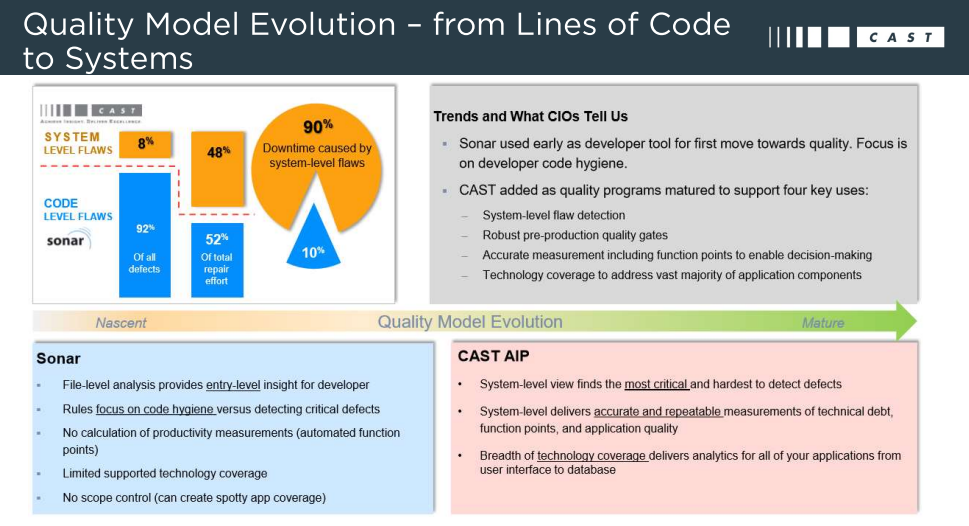 Quality Model Evolution – from Lines of Code
to Systems
CAST
CAST
ACHIEVE INSIGHT. DELIVER EXCELLENCE.
SYSTEM
LEVEL FLAWS
8%
48%
90%
Downtime caused by
system-level flaws
CODE
LEVEL FLAWS
sonar
92%
Of all
defects
52%
Of total
repair
effort
10%
Trends and What CIOs Tell Us
▪ Sonar used early as developer tool for first move towards quality. Focus is
on developer code hygiene.
▪ CAST added as quality programs matured to support four key uses:
– System-level flaw detection
– Robust pre-production quality gates
– Accurate measurement including function points to enable decision-making
– Technology coverage to address vast majority of application components
Nascent
Quality Model Evolution
Mature
Sonar
▪ File-level analysis provides entry-level insight for developer
▪ Rules focus on code hygiene versus detecting critical defects
▪ No calculation of productivity measurements (automated function
points)
▪ Limited supported technology coverage
▪ No scope control (can create spotty app coverage)
CAST AIP
• System-level view finds the most critical and hardest to detect defects
• System-level delivers accurate and repeatable measurements of technical debt,
function points, and application quality
• Breadth of technology coverage delivers analytics for all of your applications from
user interface to database